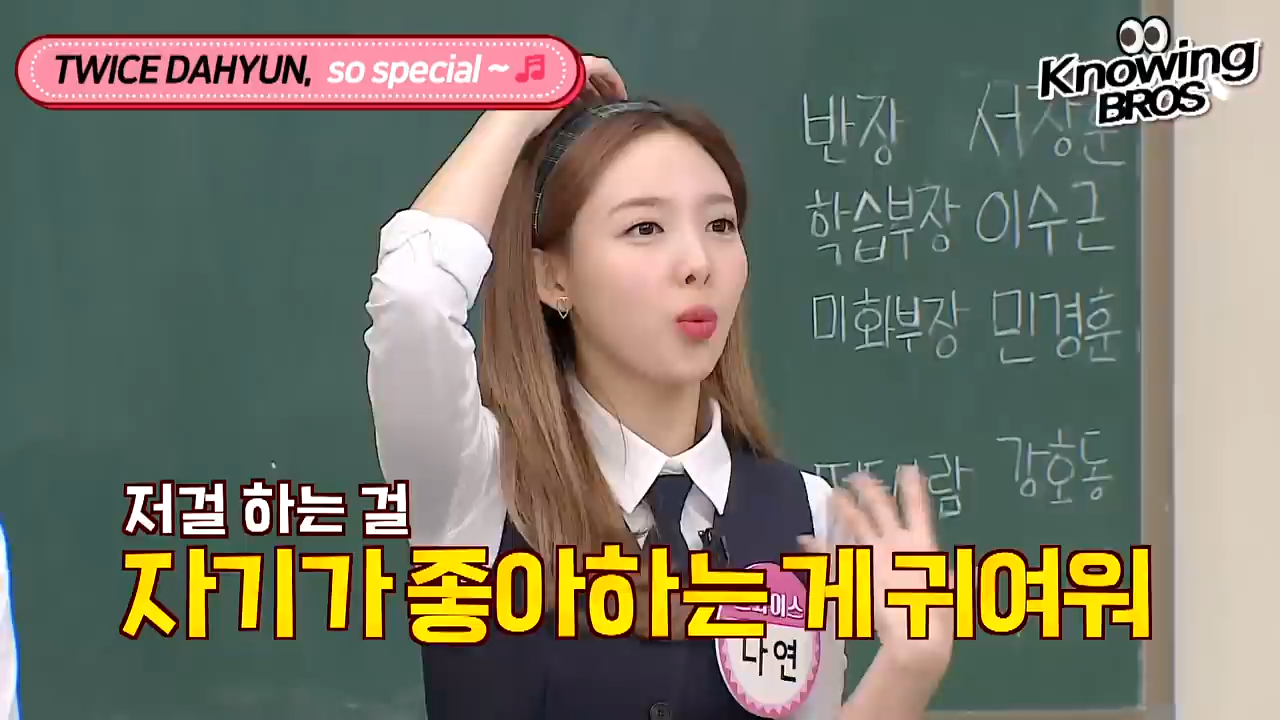 TWICE DAHYUN, so special ~
Knowing
BROS
반장 서장훈
학습부장 이수근
미화부장 민경훈
강호동
저걸 하는 걸
자기가 좋아하는 게 귀여워
나연